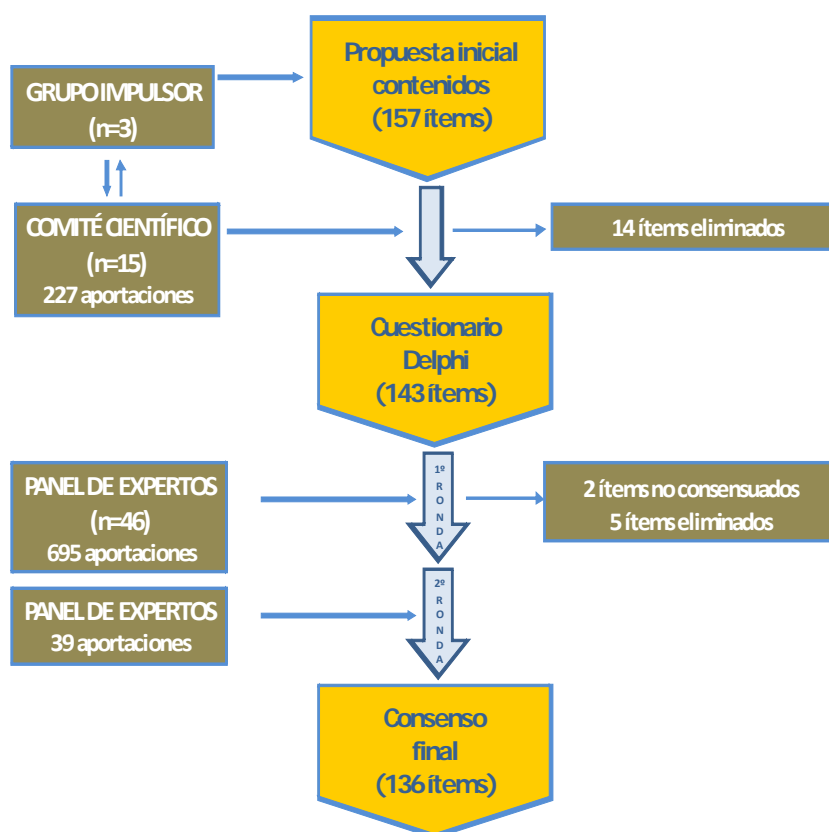 Propuesta inicial
contenidos
(157 ítems)
GRUPO IMPULSOR
(n=3)
COMITÉ CIENTÍFICO
(n=15)
227 aportaciones
14 ítems eliminados
Cuestionario
Delphi
(143 ítems)
PANEL DE EXPERTOS
(n=46)
695 aportaciones
1º
R
O
N
D
A
2 ítems no consensuados
5 ítems eliminados
PANEL DE EXPERTOS
39 aportaciones
2º
R
O
N
D
A
Consenso
final
(136 ítems)